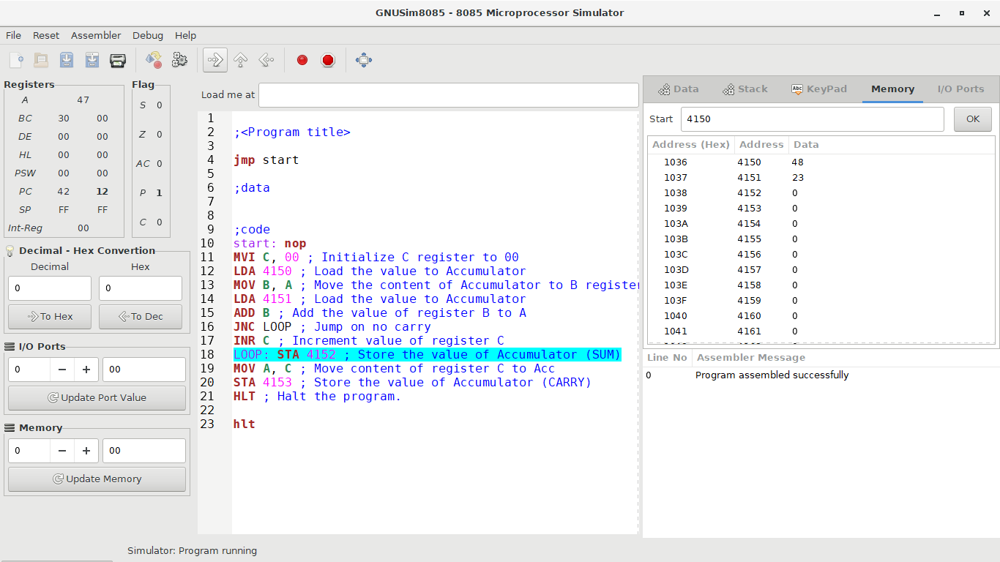 GNUSim8085 - 8085 Microprocessor Simulator
File Reset Assembler Debug Help
Registers
A 47
BC 30 00
DE 00 00
HL 00 00
PSW 00 00
PC 42 12
SP FF FF
Int-Reg 00
Flag
S 0
Z 0
AC 0
P 1
C 0
Decimal - Hex Convertion
Decimal Hex
0 0
To Hex To Dec
I/O Ports
0 − + 00
Update Port Value
Memory
0 − + 00
Update Memory
Load me at
1
2 ;<Program title>
3
4 jmp start
5
6 ;data
7
8
9 ;code
10 start: nop
11 MVI C, 00 ; Initialize C register to 00
12 LDA 4150 ; Load the value to Accumulator
13 MOV B, A ; Move the content of Accumulator to B register
14 LDA 4151 ; Load the value to Accumulator
15 ADD B ; Add the value of register B to A
16 JNC LOOP ; Jump on no carry
17 INR C ; Increment value of register C
18 LOOP: STA 4152 ; Store the value of Accumulator (SUM)
19 MOV A, C ; Move content of register C to Acc
20 STA 4153 ; Store the value of Accumulator (CARRY)
21 HLT ; Halt the program.
22
23 hlt
Data Stack Abc KeyPad Memory I/O Ports
Start 4150 OK
Address (Hex) Address Data
1036 4150 48
1037 4151 23
1038 4152 0
1039 4153 0
103A 4154 0
103B 4155 0
103C 4156 0
103D 4157 0
103E 4158 0
103F 4159 0
1040 4160 0
1041 4161 0
Line No Assembler Message
0 Program assembled successfully
Simulator: Program running